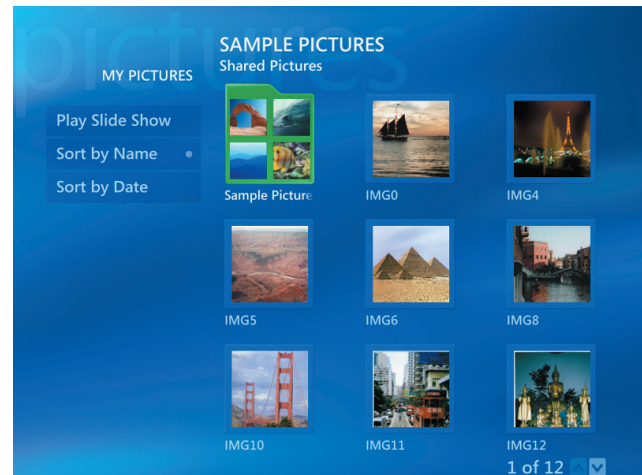 pictures
SAMPLE PICTURES
Shared Pictures
MY PICTURES
Play Slide Show
Sort by Name
Sort by Date
Sample Picture
IMG0
IMG4
IMG5
IMG6
IMG8
IMG10
IMG11
IMG12
1 of 12